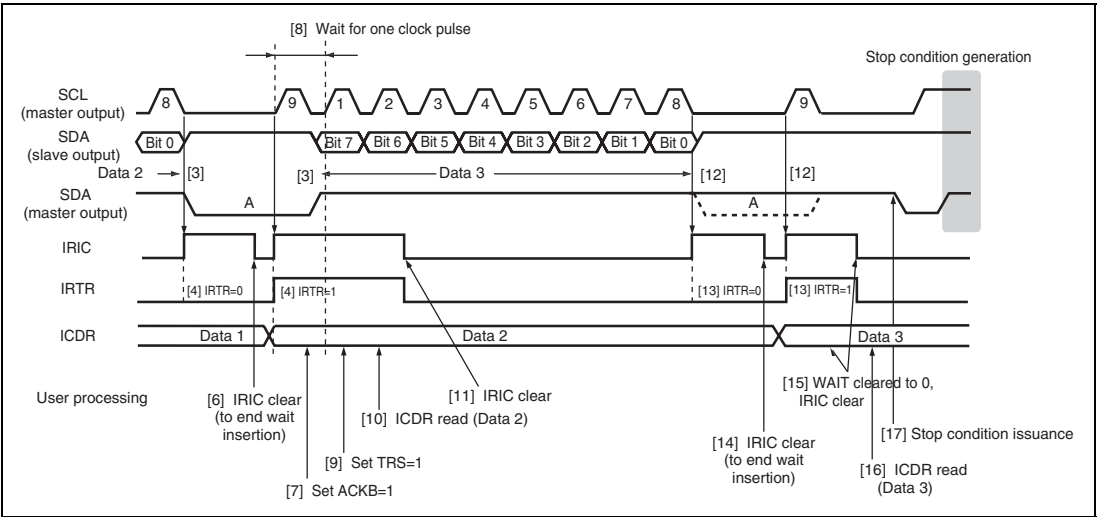 [8] Wait for one clock pulse
Stop condition generation
SCL
(master output)
8 9 1 2 3 4 5 6 7 8 9
SDA
(slave output)
Bit 0 Bit 7 Bit 6 Bit 5 Bit 4 Bit 3 Bit 2 Bit 1 Bit 0
Data 2 [3] [3] Data 3 [12] [12]
SDA
(master output)
A A
IRIC
IRTR
[4] IRTR=0 [4] IRTR=1 [13] IRTR=0 [13] IRTR=1
ICDR
Data 1 Data 2 Data 3
User processing
[6] IRIC clear
(to end wait
insertion)
[11] IRIC clear
[10] ICDR read (Data 2)
[9] Set TRS=1
[7] Set ACKB=1
[15] WAIT cleared to 0,
IRIC clear
[14] IRIC clear
(to end wait
insertion)
[17] Stop condition issuance
[16] ICDR read
(Data 3)